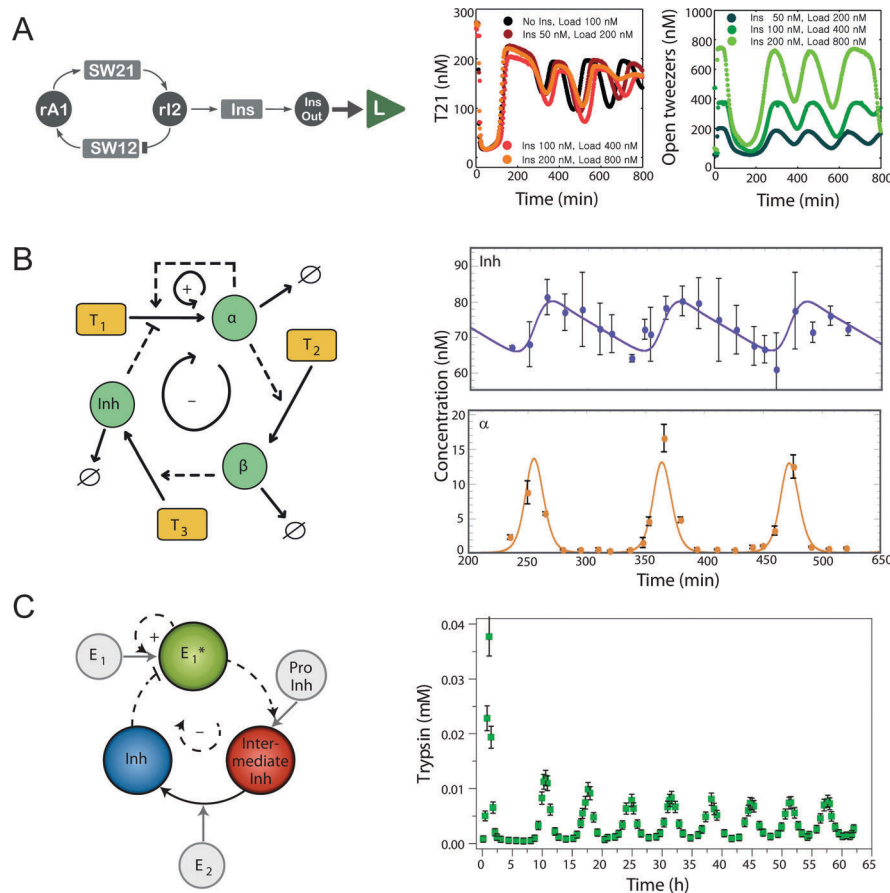 A
SW21
rA1
rI2
Ins
Ins
Out
L
SW12
T21 (nM)
300
200
100
0
No Ins, Load 100 nM
Ins 50 nM, Load 200 nM
Ins 100 nM, Load 400 nM
Ins 200 nM, Load 800 nM
0 200 400 600 800
Time (min)
Open tweezers (nM)
1000
800
600
400
200
0
Ins 50 nM, Load 200 nM
Ins 100 nM, Load 400 nM
Ins 200 nM, Load 800 nM
0 200 400 600 800
Time (min)
B
+
T1
α
∅
T2
Inh
−
∅
β
T3
∅
Concentration (nM)
Inh
90
80
70
60
α
20
15
10
5
0
200 250 300 350 400 450 500 650
Time (min)
C
+
E1
E1*
Pro
Inh
−
Inh
Inter-
mediate
Inh
E2
Trypsin (mM)
0.04
0.03
0.02
0.01
0.00
0 5 10 15 20 25 30 35 40 45 50 55 60 65
Time (h)